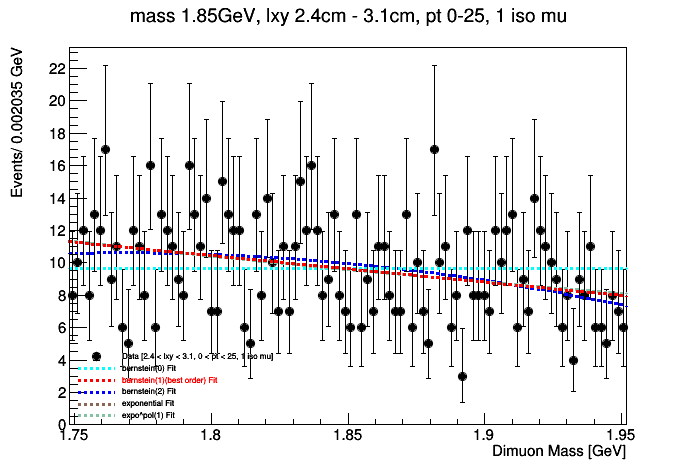 mass 1.85GeV, lxy 2.4cm - 3.1cm, pt 0-25, 1 iso mu
Events/ 0.002035 GeV
22
20
18
16
14
12
10
8
6
4
2
0
Data [2.4 < lxy < 3.1, 0 < pt < 25, 1 iso mu]
bernstein(0) Fit
bernstein(1)(best order) Fit
bernstein(2) Fit
exponential Fit
expo*pol(1) Fit
1.75 1.8 1.85 1.9 1.95
Dimuon Mass [GeV]